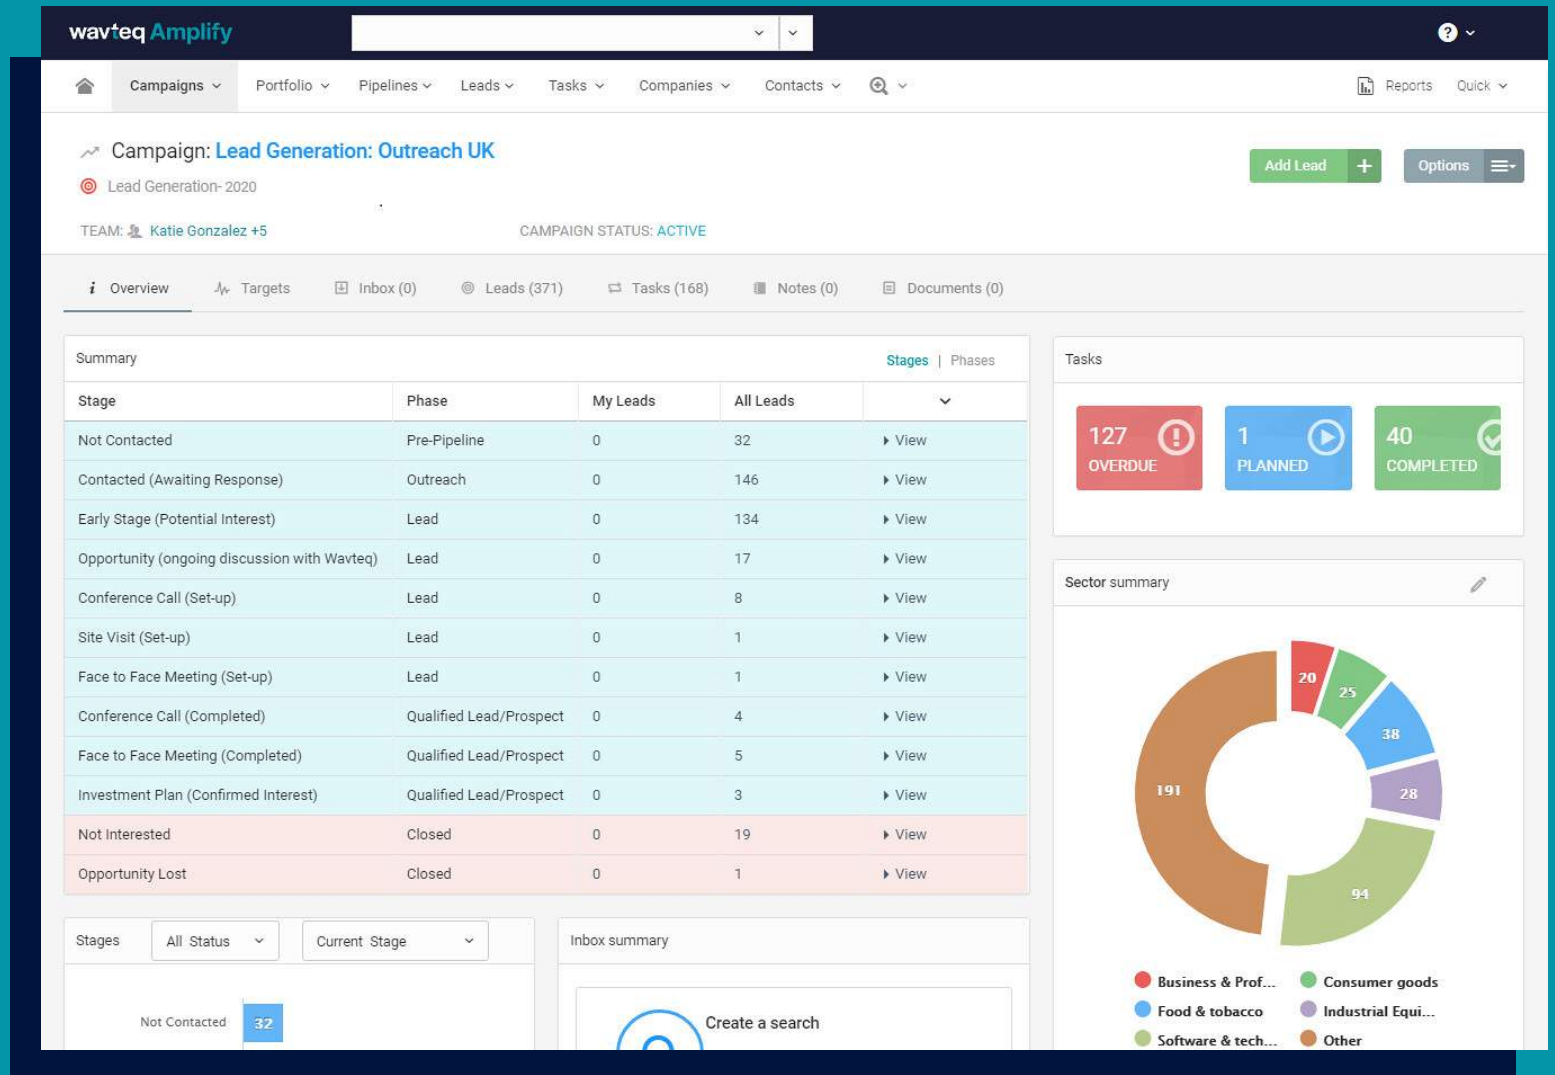 wavteq Amplify
?
Campaigns Portfolio Pipelines Leads Tasks Companies Contacts Reports Quick
Campaign: Lead Generation: Outreach UK
Add Lead + Options
Lead Generation- 2020
.
TEAM: Katie Gonzalez +5 CAMPAIGN STATUS: ACTIVE
i Overview Targets Inbox (0) Leads (371) Tasks (168) Notes (0) Documents (0)
Summary Stages | Phases
Stage Phase My Leads All Leads
Not Contacted Pre-Pipeline 0 32 View
Contacted (Awaiting Response) Outreach 0 146 View
Early Stage (Potential Interest) Lead 0 134 View
Opportunity (ongoing discussion with Wavteq) Lead 0 17 View
Conference Call (Set-up) Lead 0 8 View
Site Visit (Set-up) Lead 0 1 View
Face to Face Meeting (Set-up) Lead 0 1 View
Conference Call (Completed) Qualified Lead/Prospect 0 4 View
Face to Face Meeting (Completed) Qualified Lead/Prospect 0 5 View
Investment Plan (Confirmed Interest) Qualified Lead/Prospect 0 3 View
Not Interested Closed 0 19 View
Opportunity Lost Closed 0 1 View
Tasks
127 1 40
OVERDUE PLANNED COMPLETED
Sector summary
20
25
38
191 28
94
Business & Prof... Consumer goods
Food & tobacco Industrial Equi...
Software & tech... Other
Stages All Status Current Stage
Not Contacted 32
Inbox summary
Create a search